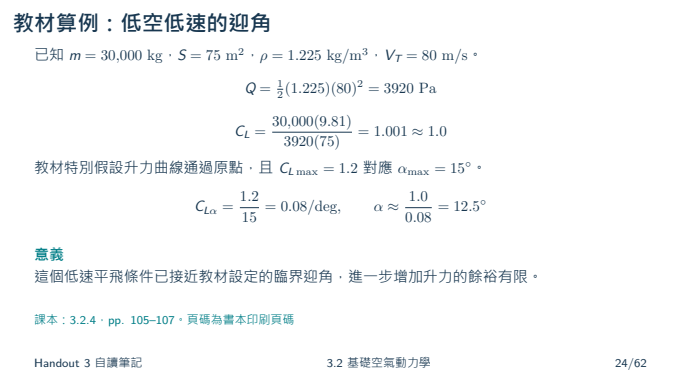 教材算例：低空低速的迎角
已知 m = 30,000 kg，S = 75 m²，ρ = 1.225 kg/m³，V_T = 80 m/s。
Q = ½(1.225)(80)² = 3920 Pa
C_L = 30,000(9.81) / 3920(75) = 1.001 ≈ 1.0
教材特別假設升力曲線通過原點，且 C_{L max} = 1.2 對應 α_max = 15°。
C_{Lα} = 1.2 / 15 = 0.08/deg,    α ≈ 1.0 / 0.08 = 12.5°
意義
這個低速平飛條件已接近教材設定的臨界迎角，進一步增加升力的餘裕有限。
課本：3.2.4，pp. 105–107。頁碼為書本印刷頁碼
Handout 3 自讀筆記    3.2 基礎空氣動力學    24/62